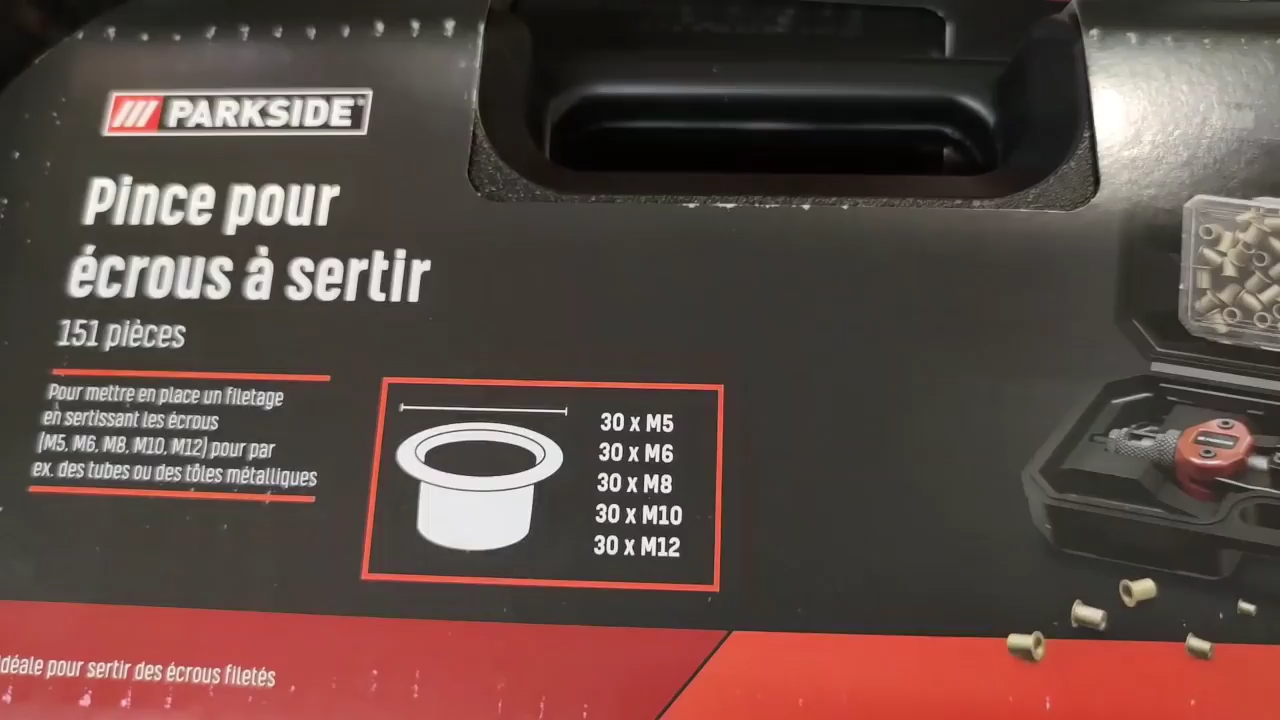 PARKSIDE
Pince pour
écrous à sertir
151 pièces
Pour mettre en place un filetage
en sertissant les écrous
(M5, M6, M8, M10, M12) pour par
ex. des tubes ou des tôles métalliques
30 x M5
30 x M6
30 x M8
30 x M10
30 x M12
déale pour sertir des écrous filetés